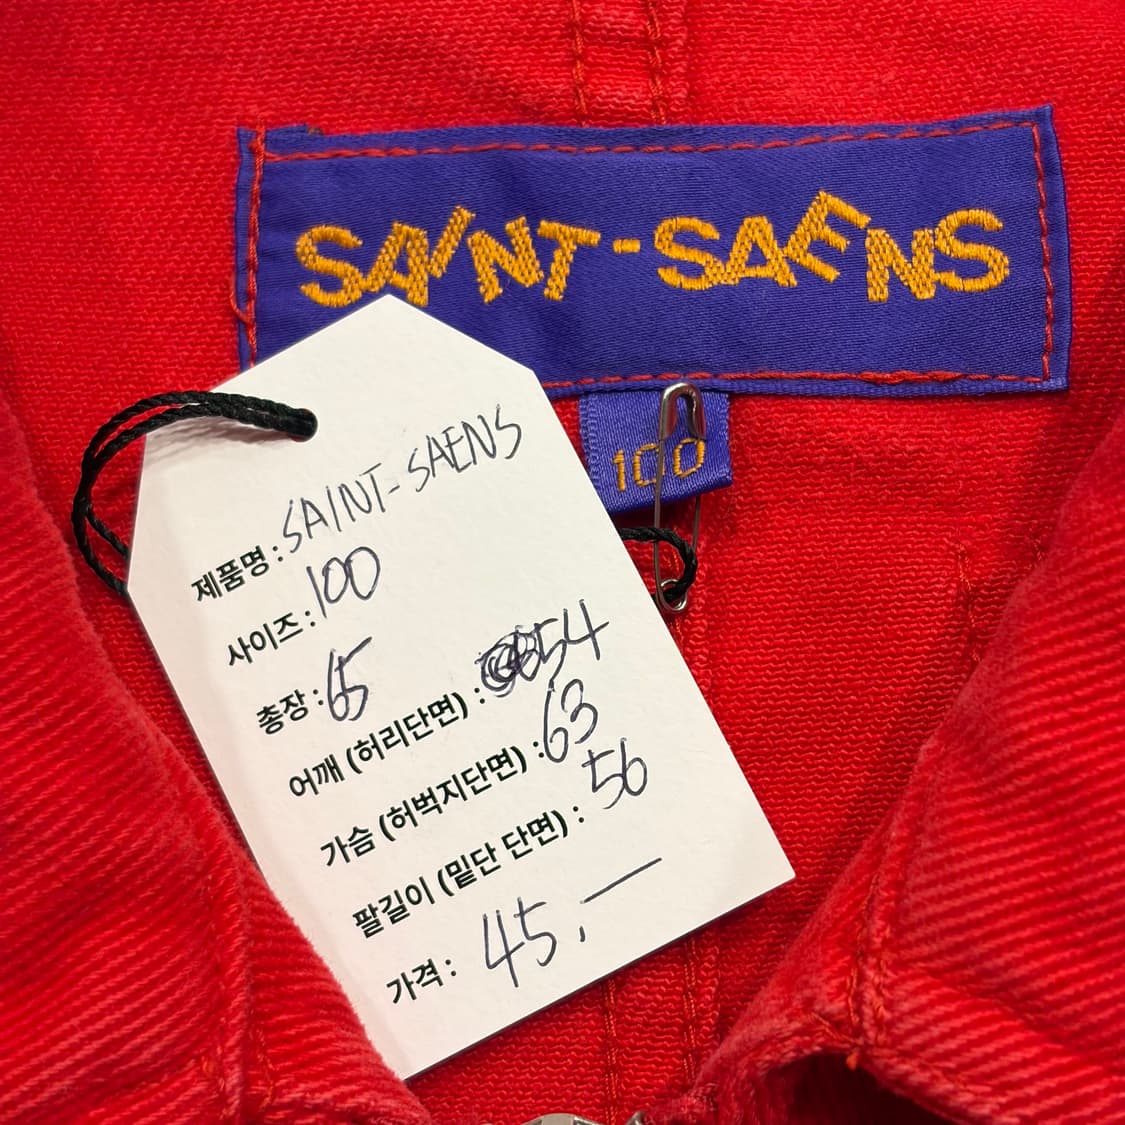 SAINT-SAENS
100
제품명 : SAINT-SAENS
사이즈 : 100
총장 : 65
어깨 (허리단면) : 54
가슴 (허벅지단면) : 63
팔길이 (밑단 단면) : 56
가격 : 45,—